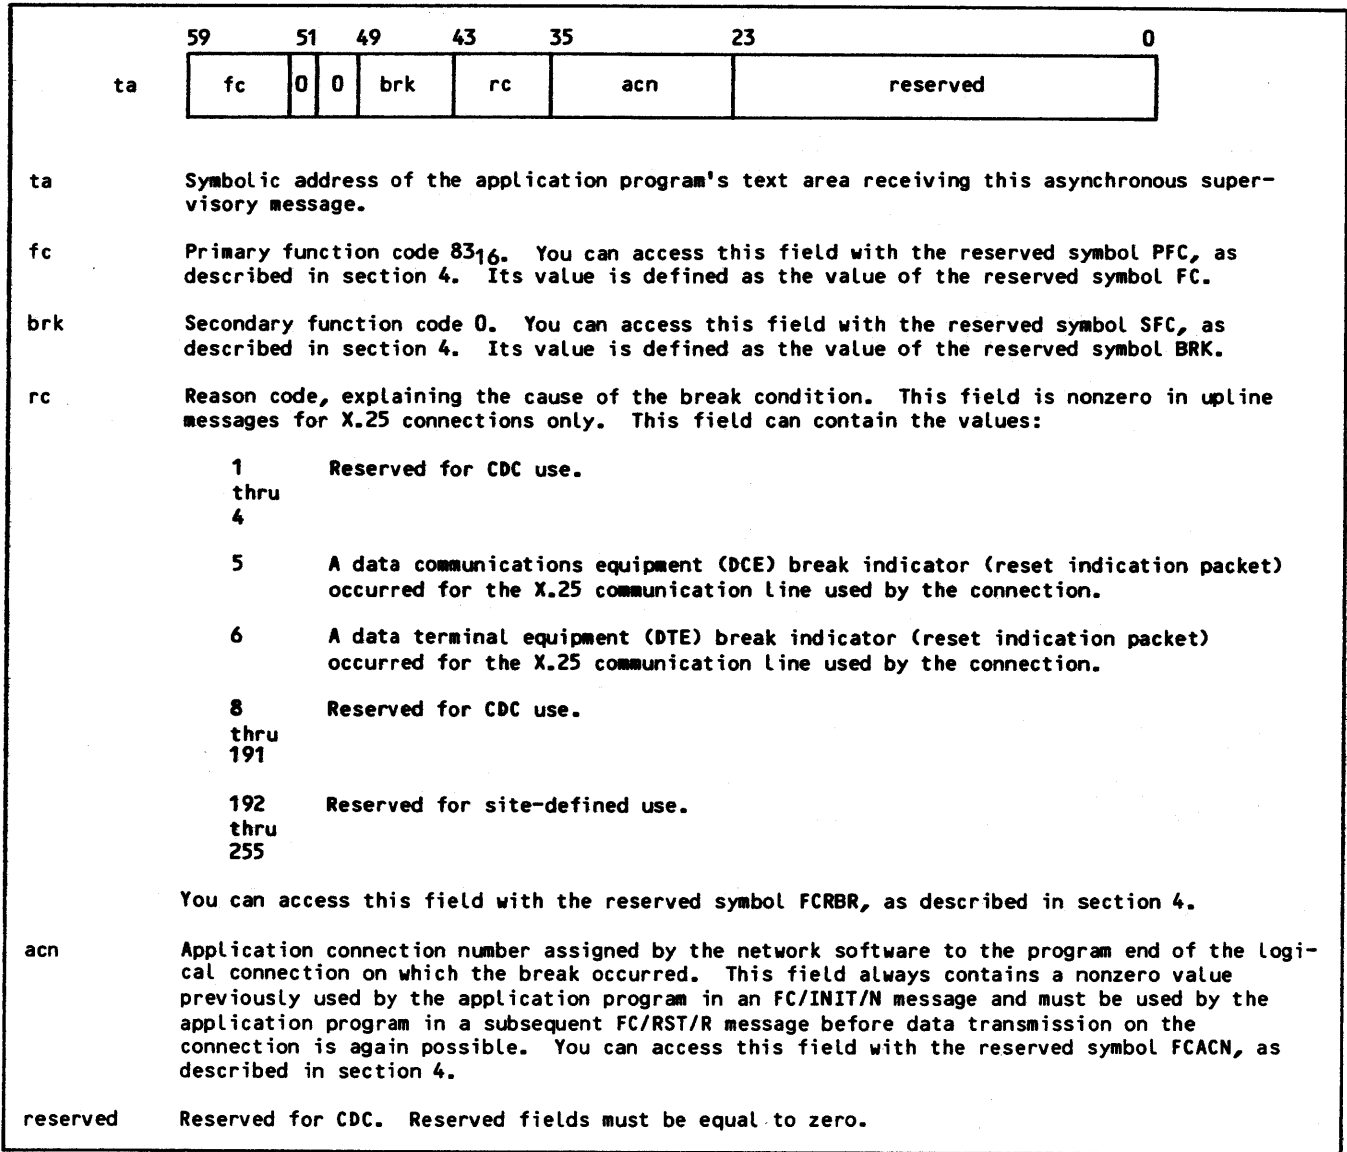 59 51 49 43 35 23 0
ta fc 0 0 brk rc acn reserved
ta Symbolic address of the application program's text area receiving this asynchronous super-
visory message.
fc Primary function code 83₁₆. You can access this field with the reserved symbol PFC, as
described in section 4. Its value is defined as the value of the reserved symbol FC.
brk Secondary function code 0. You can access this field with the reserved symbol SFC, as
described in section 4. Its value is defined as the value of the reserved symbol BRK.
rc Reason code, explaining the cause of the break condition. This field is nonzero in upline
messages for X.25 connections only. This field can contain the values:
1 Reserved for CDC use.
thru
4
5 A data communications equipment (DCE) break indicator (reset indication packet)
occurred for the X.25 communication line used by the connection.
6 A data terminal equipment (DTE) break indicator (reset indication packet)
occurred for the X.25 communication line used by the connection.
8 Reserved for CDC use.
thru
191
192 Reserved for site-defined use.
thru
255
You can access this field with the reserved symbol FCRBR, as described in section 4.
acn Application connection number assigned by the network software to the program end of the logi-
cal connection on which the break occurred. This field always contains a nonzero value
previously used by the application program in an FC/INIT/N message and must be used by the
application program in a subsequent FC/RST/R message before data transmission on the
connection is again possible. You can access this field with the reserved symbol FCACN, as
described in section 4.
reserved Reserved for CDC. Reserved fields must be equal to zero.